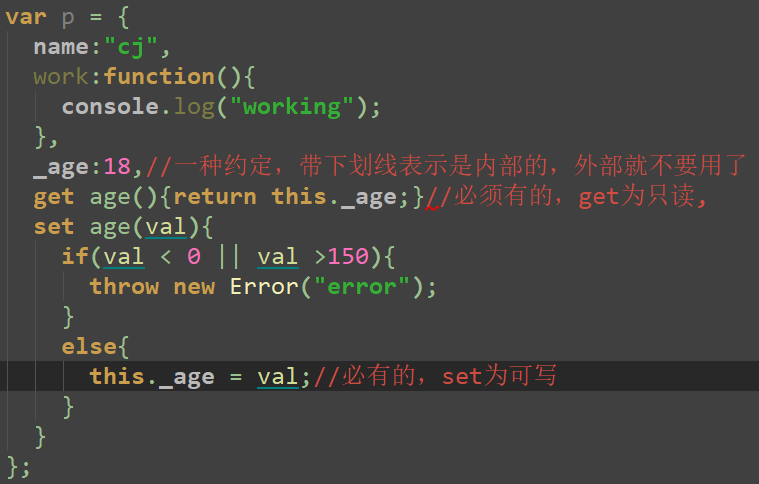 var p = {
  name:"cj",
  work:function(){
    console.log("working");
  },
  _age:18,//一种约定，带下划线表示是内部的，外部就不要用了
  get age(){return this._age;}//必须有的，get为只读,
  set age(val){
    if(val < 0 || val >150){
      throw new Error("error");
    }
    else{
      this._age = val;//必有的，set为可写
    }
  }
};